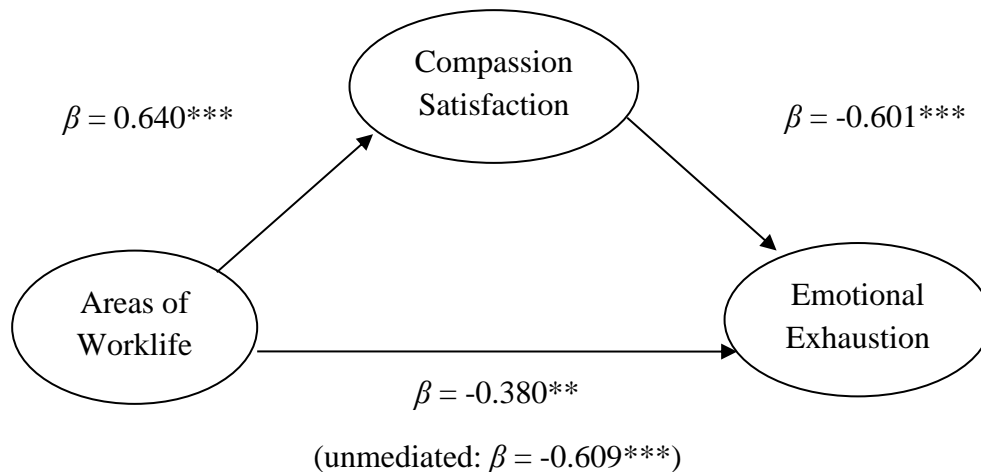 Compassion
Satisfaction
β = 0.640***
β = -0.601***
Areas of
Worklife
Emotional
Exhaustion
β = -0.380**
(unmediated: β = -0.609***)